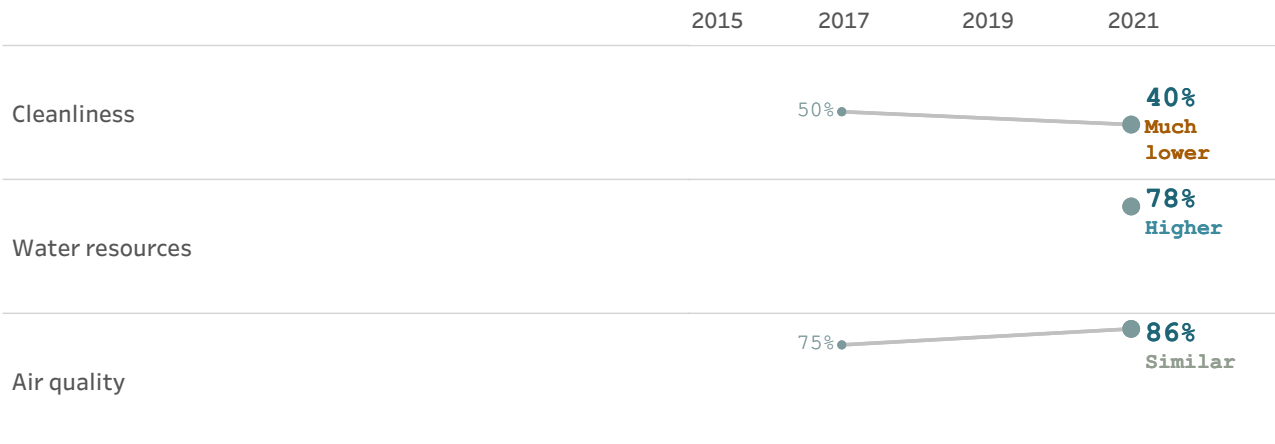 2015 2017 2019 2021
Cleanliness
50%
40%
Much
lower
Water resources
78%
Higher
Air quality
75%
86%
Similar